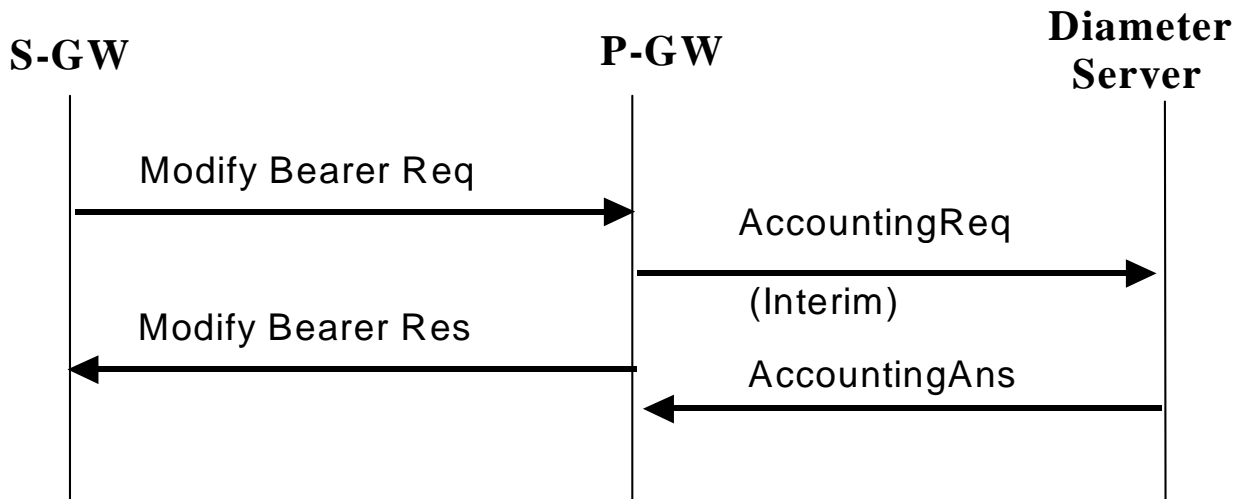 S-GW
P-GW
Diameter
Server
Modify Bearer Req
AccountingReq
(Interim)
Modify Bearer Res
AccountingAns